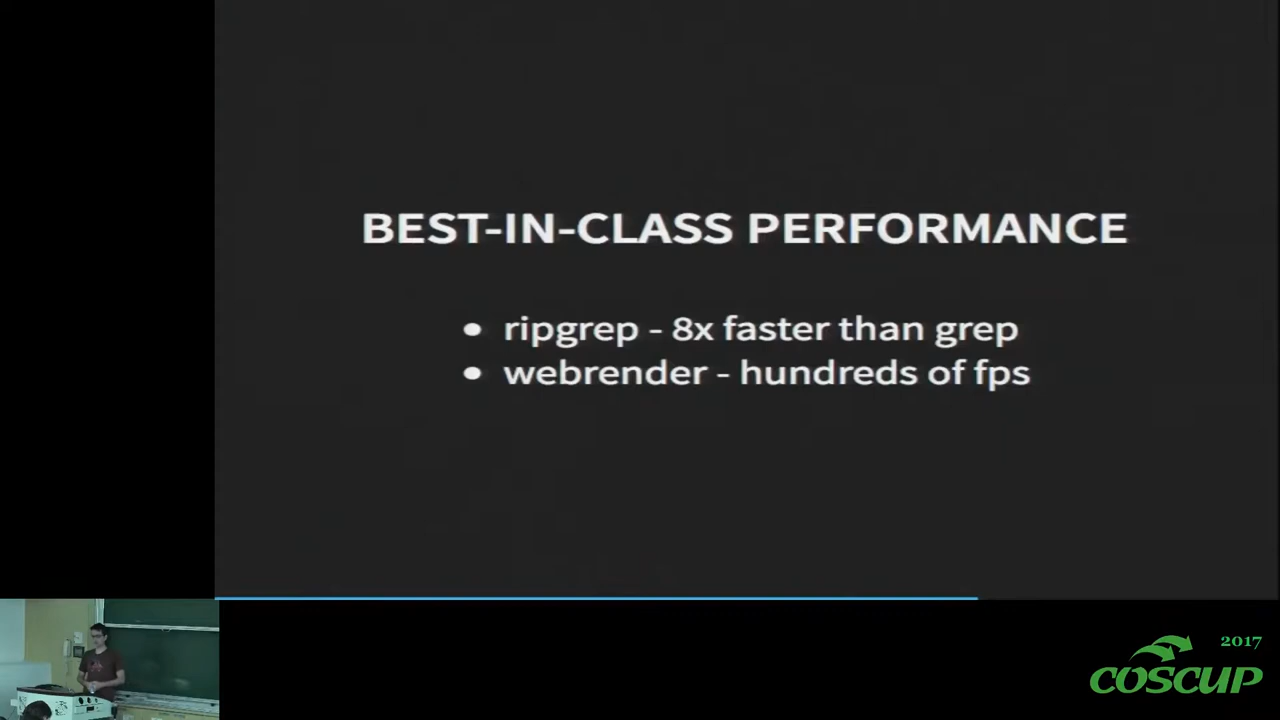 BEST-IN-CLASS PERFORMANCE
• ripgrep - 8x faster than grep
• webrender - hundreds of fps
2017
COSCUP